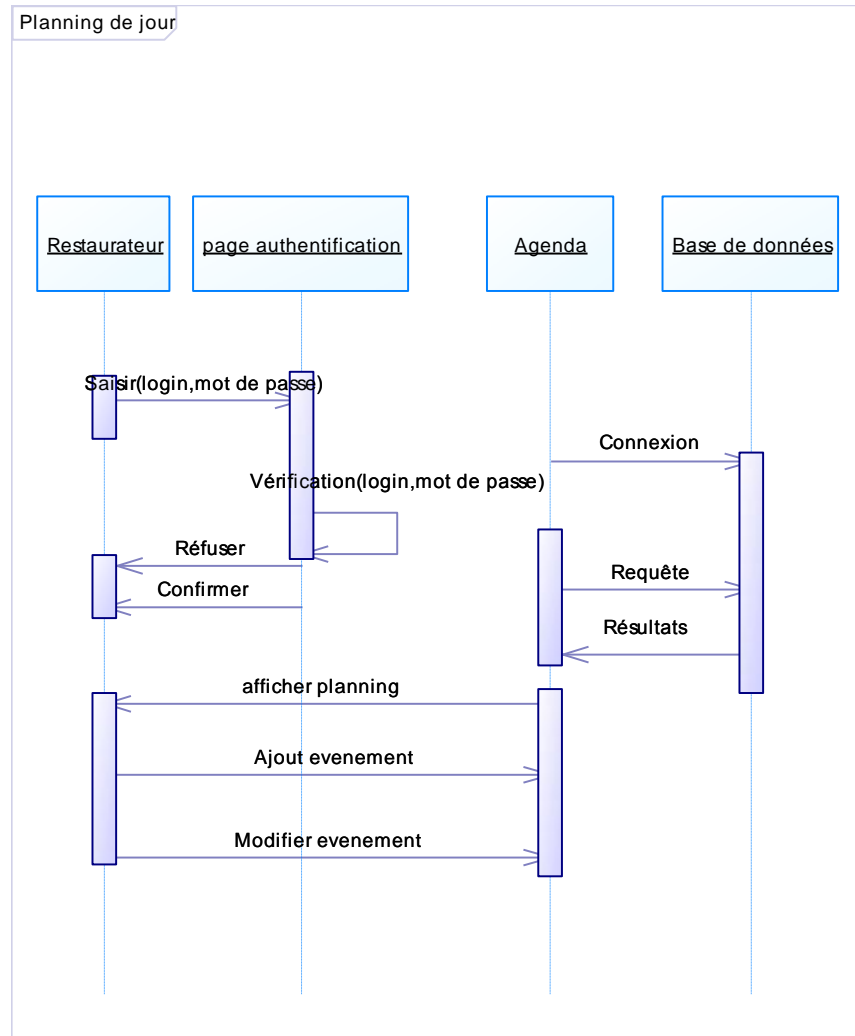 Planning de jour
Restaurateur
page authentification
Agenda
Base de données
Saisir(login,mot de passe)
Connexion
Vérification(login,mot de passe)
Réfuser
Requête
Confirmer
Résultats
afficher planning
Ajout evenement
Modifier evenement